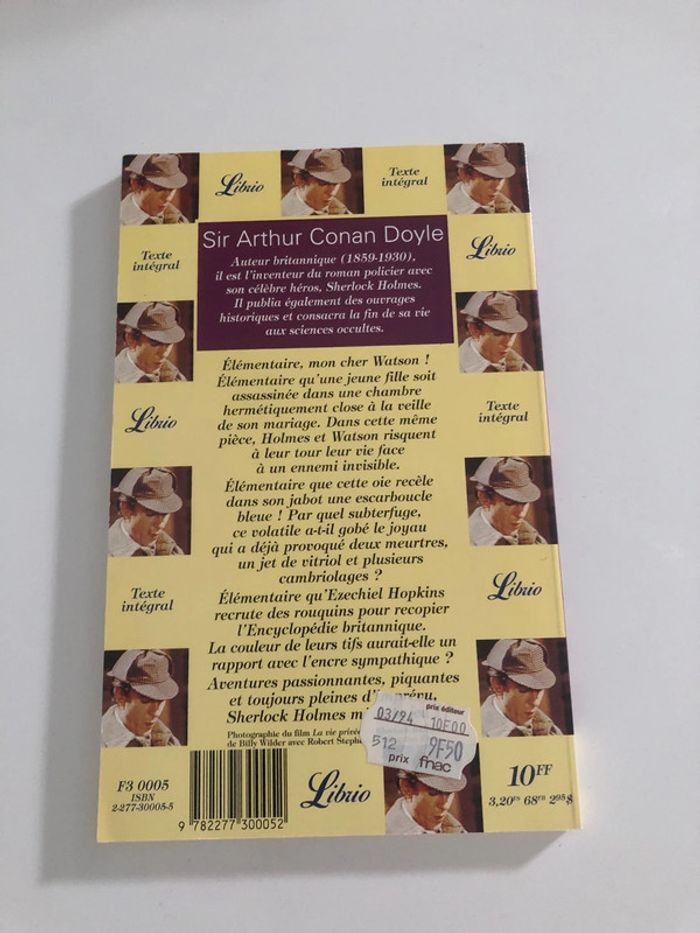 Librio
Texte
intégral
Sir Arthur Conan Doyle
Auteur britannique (1859-1930),
il est l'inventeur du roman policier avec
son célèbre héros, Sherlock Holmes.
Il publia également des ouvrages
historiques et consacra la fin de sa vie
aux sciences occultes.
Texte
intégral
Librio
Élémentaire, mon cher Watson !
Élémentaire qu'une jeune fille soit
assassinée dans une chambre
hermétiquement close à la veille
de son mariage. Dans cette même
pièce, Holmes et Watson risquent
à leur tour leur vie face
à un ennemi invisible.
Élémentaire que cette oie recèle
dans son jabot une escarboucle
bleue ! Par quel subterfuge,
ce volatile a-t-il gobé le joyau
qui a déjà provoqué deux meurtres,
un jet de vitriol et plusieurs
cambriolages ?
Élémentaire qu'Ezechiel Hopkins
recrute des rouquins pour recopier
l'Encyclopédie britannique.
La couleur de leurs tifs aurait-elle un
rapport avec l'encre sympathique ?
Aventures passionnantes, piquantes
et toujours pleines
Sherlock Holmes
Librio
Texte
intégral
Texte
intégral
Librio
Photographie du film La vie
de Billy Wilder avec Robert
prix éditeur
03/94 10F00
512 9F50
prix fnac
F3 0005
ISBN
2-277-30005-5
9 782277 300052
Librio
10FF
3,20
68FB
295$